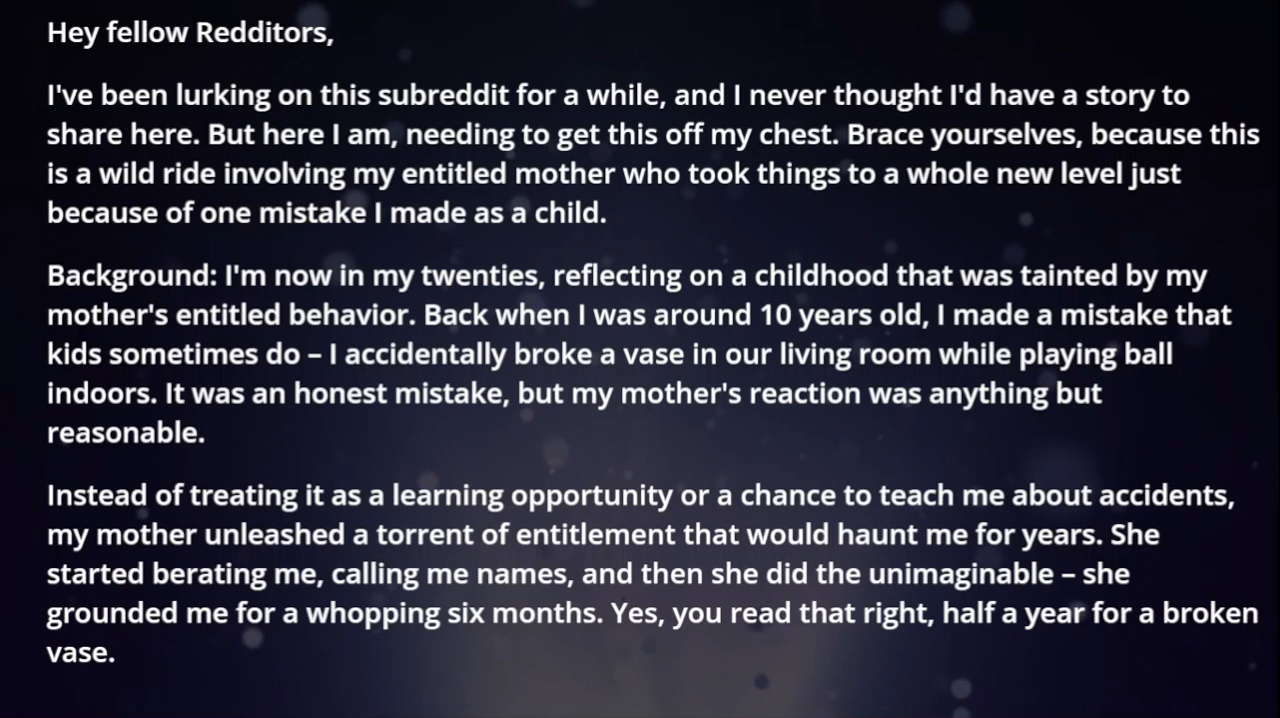 Hey fellow Redditors,
I've been lurking on this subreddit for a while, and I never thought I'd have a story to
share here. But here I am, needing to get this off my chest. Brace yourselves, because this
is a wild ride involving my entitled mother who took things to a whole new level just
because of one mistake I made as a child.
Background: I'm now in my twenties, reflecting on a childhood that was tainted by my
mother's entitled behavior. Back when I was around 10 years old, I made a mistake that
kids sometimes do – I accidentally broke a vase in our living room while playing ball
indoors. It was an honest mistake, but my mother's reaction was anything but
reasonable.
Instead of treating it as a learning opportunity or a chance to teach me about accidents,
my mother unleashed a torrent of entitlement that would haunt me for years. She
started berating me, calling me names, and then she did the unimaginable – she
grounded me for a whopping six months. Yes, you read that right, half a year for a broken
vase.